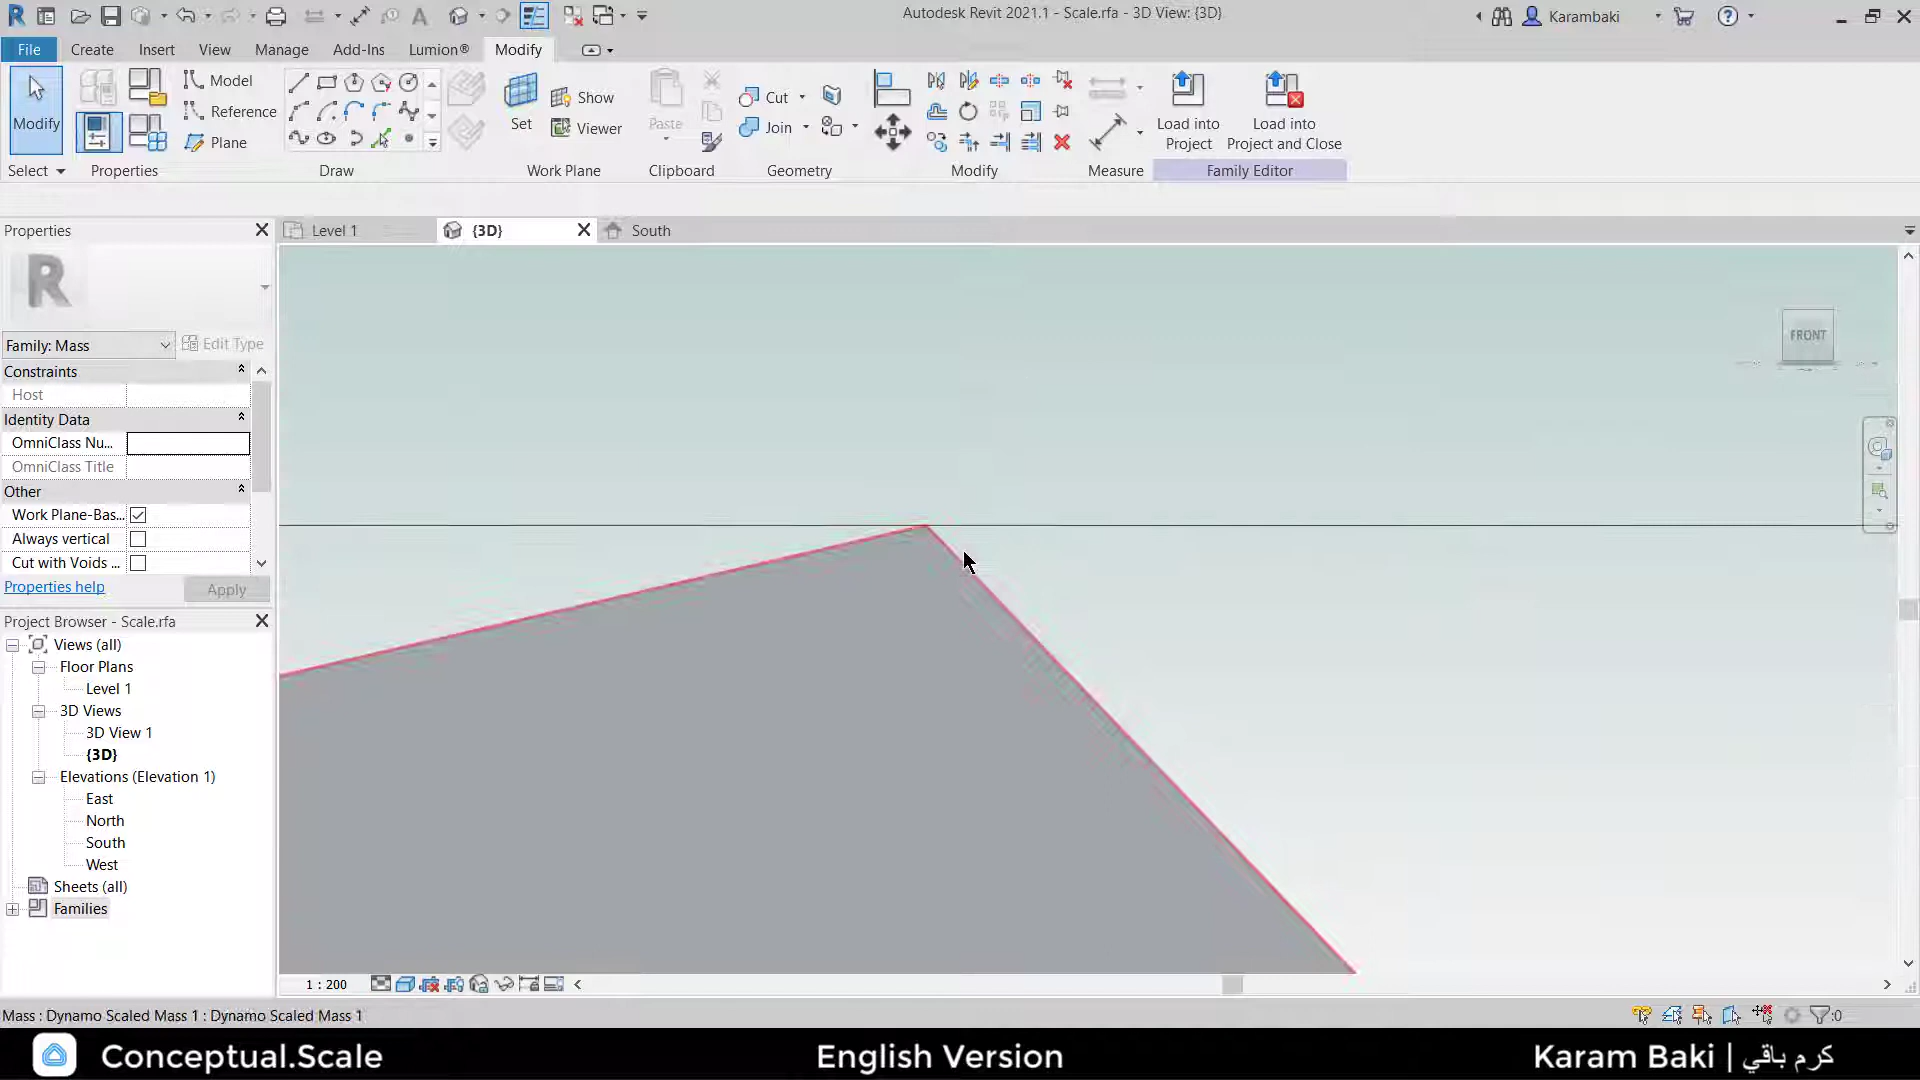 Autodesk Revit 2021.1 - Scale.rfa - 3D View: {3D}
Karambaki
File Create Insert View Manage Add-Ins Lumion® Modify
Modify
Model
Reference
Plane
Set
Show
Viewer
Paste
Cut
Join
Load into Project
Load into Project and Close
Select Properties Draw Work Plane Clipboard Geometry Modify Measure Family Editor
Properties
Level 1
{3D}
South
R
Family: Mass
Edit Type
Constraints
Host
Identity Data
OmniClass Nu...
OmniClass Title
Other
Work Plane-Bas...
Always vertical
Cut with Voids ...
Properties help
Apply
FRONT
Project Browser - Scale.rfa
Views (all)
Floor Plans
Level 1
3D Views
3D View 1
{3D}
Elevations (Elevation 1)
East
North
South
West
Sheets (all)
Families
1 : 200
Mass : Dynamo Scaled Mass 1 : Dynamo Scaled Mass 1
:0
Conceptual.Scale
English Version
Karam Baki | كرم باقي